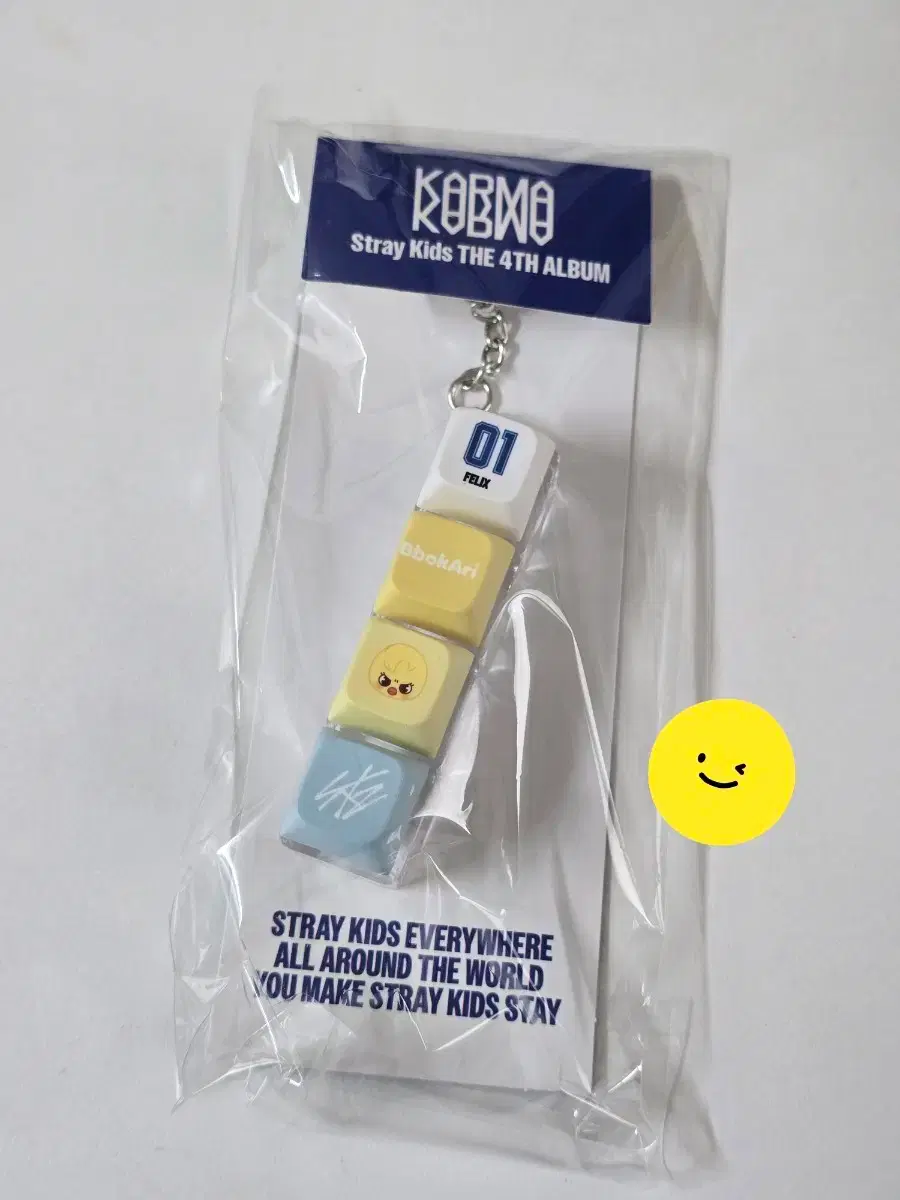 KARMA
Stray Kids THE 4TH ALBUM
01
FELIX
BbokAri
SKZ
STRAY KIDS EVERYWHERE
ALL AROUND THE WORLD
YOU MAKE STRAY KIDS STAY